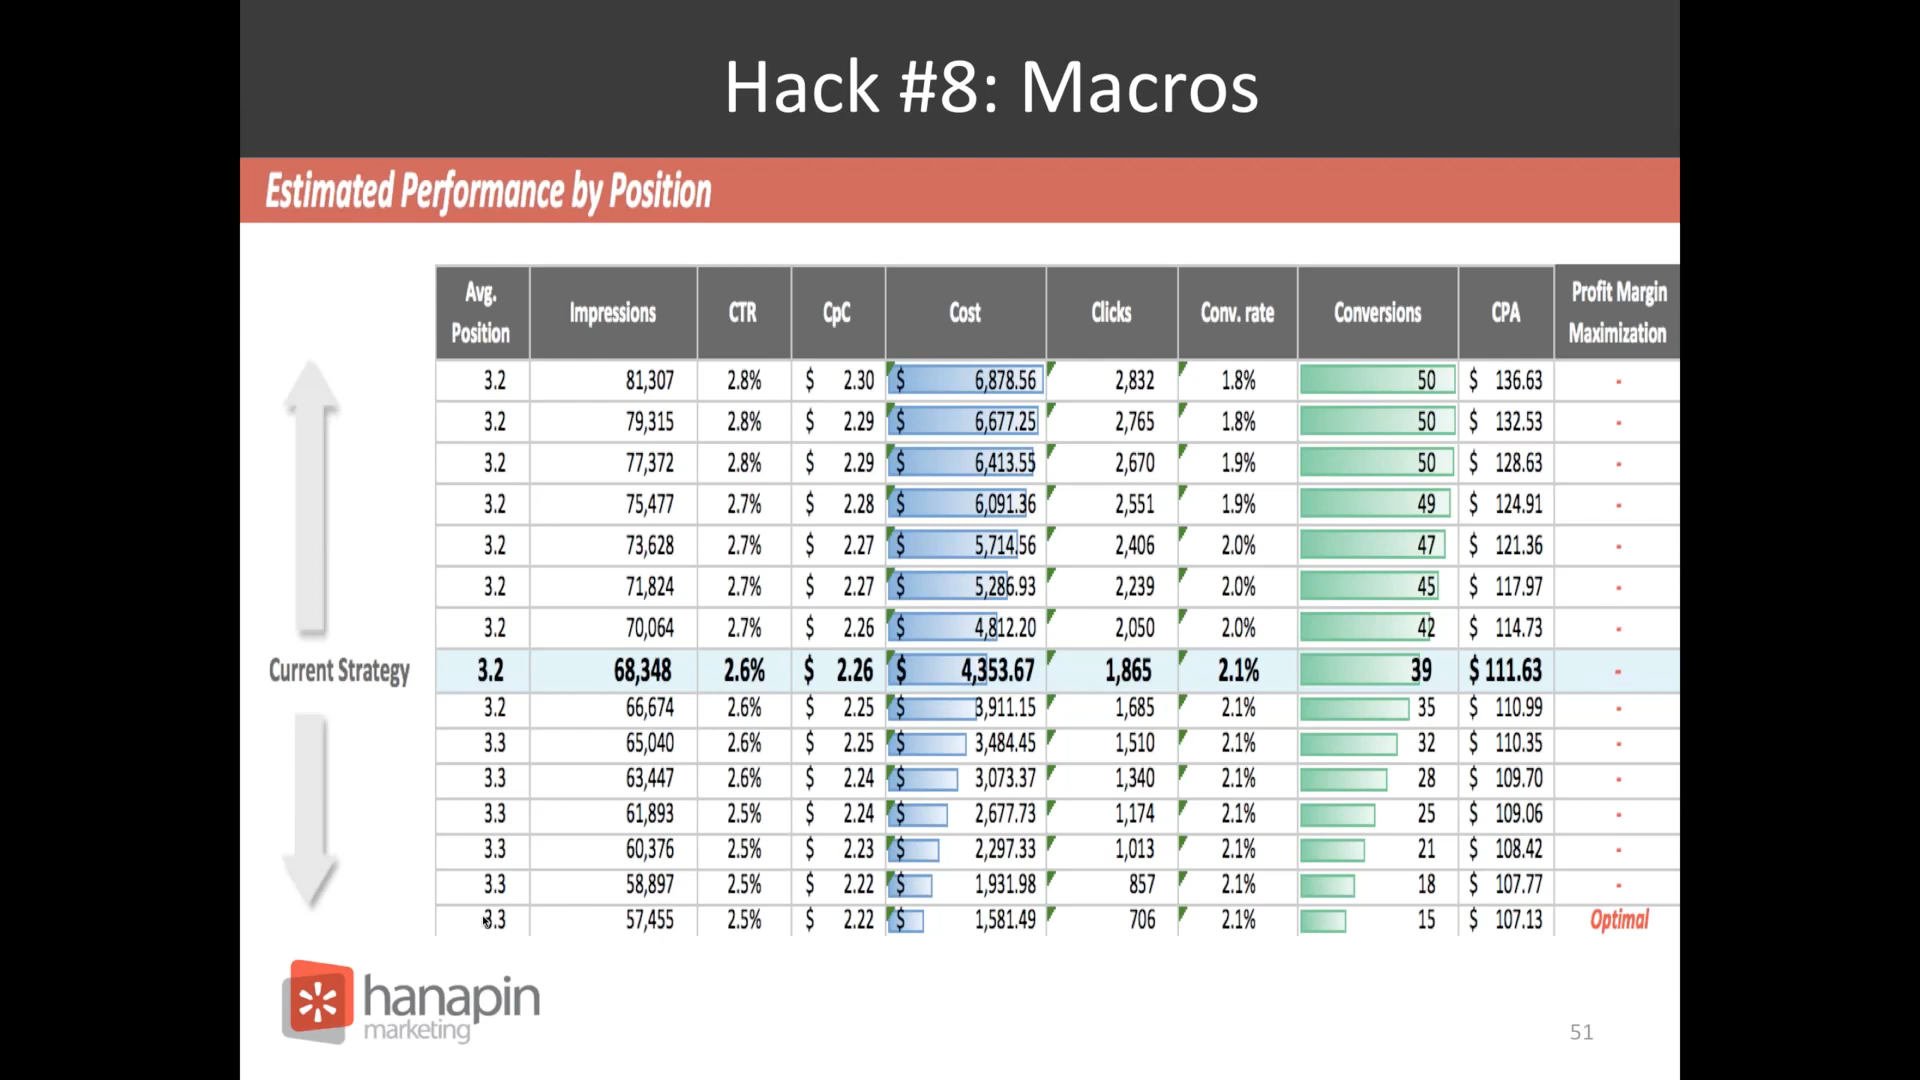 Hack #8: Macros
Estimated Performance by Position
Avg. Position Impressions CTR CpC Cost Clicks Conv. rate Conversions CPA Profit Margin Maximization
3.2 81,307 2.8% $ 2.30 $ 6,878.56 2,832 1.8% 50 $ 136.63 -
3.2 79,315 2.8% $ 2.29 $ 6,677.25 2,765 1.8% 50 $ 132.53 -
3.2 77,372 2.8% $ 2.29 $ 6,413.55 2,670 1.9% 50 $ 128.63 -
3.2 75,477 2.7% $ 2.28 $ 6,091.36 2,551 1.9% 49 $ 124.91 -
3.2 73,628 2.7% $ 2.27 $ 5,714.56 2,406 2.0% 47 $ 121.36 -
3.2 71,824 2.7% $ 2.27 $ 5,286.93 2,239 2.0% 45 $ 117.97 -
3.2 70,064 2.7% $ 2.26 $ 4,812.20 2,050 2.0% 42 $ 114.73 -
Current Strategy 3.2 68,348 2.6% $ 2.26 $ 4,353.67 1,865 2.1% 39 $ 111.63 -
3.2 66,674 2.6% $ 2.25 $ 3,911.15 1,685 2.1% 35 $ 110.99 -
3.3 65,040 2.6% $ 2.25 $ 3,484.45 1,510 2.1% 32 $ 110.35 -
3.3 63,447 2.6% $ 2.24 $ 3,073.37 1,340 2.1% 28 $ 109.70 -
3.3 61,893 2.5% $ 2.24 $ 2,677.73 1,174 2.1% 25 $ 109.06 -
3.3 60,376 2.5% $ 2.23 $ 2,297.33 1,013 2.1% 21 $ 108.42 -
3.3 58,897 2.5% $ 2.22 $ 1,931.98 857 2.1% 18 $ 107.77 -
3.3 57,455 2.5% $ 2.22 $ 1,581.49 706 2.1% 15 $ 107.13 Optimal
hanapin
marketing
51